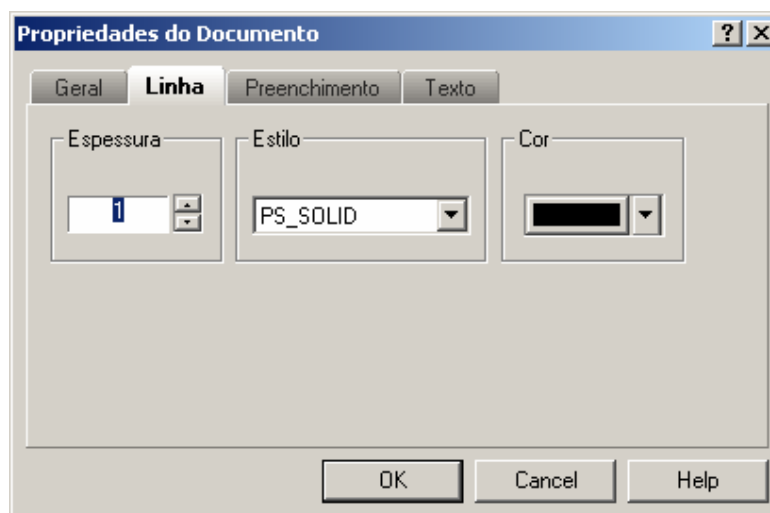 Propriedades do Documento
Geral Linha Preenchimento Texto
Espessura Estilo Cor
1 PS_SOLID
OK Cancel Help